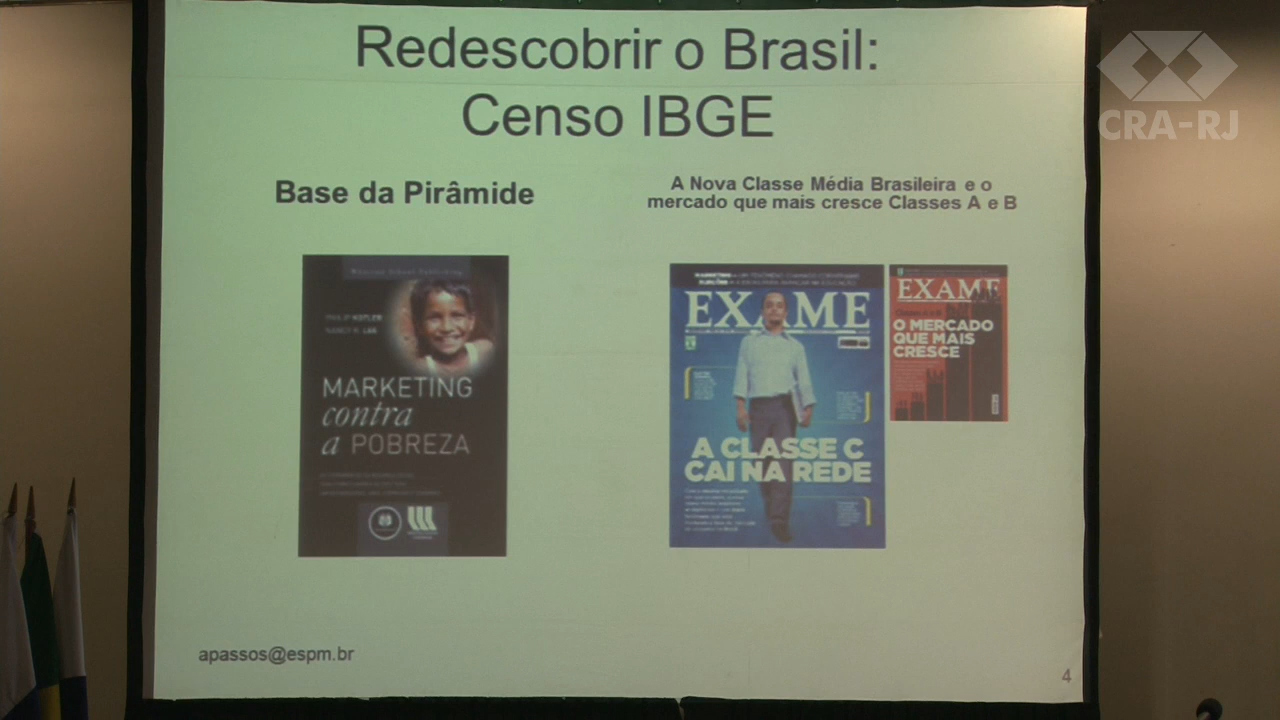 Redescobrir o Brasil:
Censo IBGE
CRA-RJ
Base da Pirâmide
A Nova Classe Média Brasileira e o
mercado que mais cresce Classes A e B
PHILIP KOTLER
NANCY R. LEE
MARKETING
contra
a POBREZA
EXAME
A CLASSE C
CAI NA REDE
EXAME
O MERCADO
QUE MAIS
CRESCE
apassos@espm.br
4